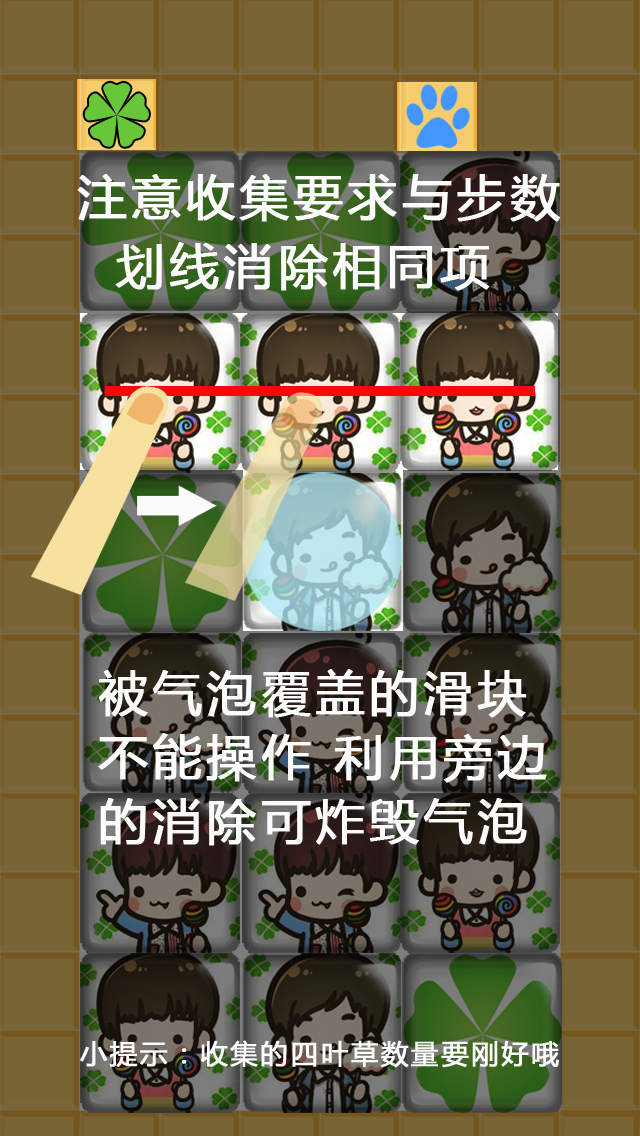 注意收集要求与步数
划线消除相同项
被气泡覆盖的滑块
不能操作 利用旁边
的消除可炸毁气泡
小提示：收集的四叶草数量要刚好哦